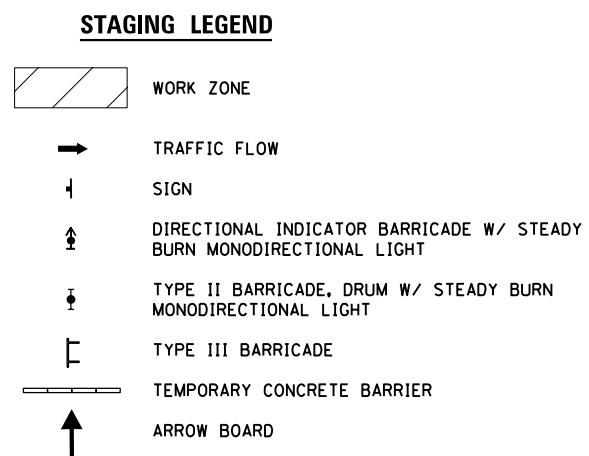 STAGING LEGEND
WORK ZONE
TRAFFIC FLOW
SIGN
DIRECTIONAL INDICATOR BARRICADE W/ STEADY
BURN MONODIRECTIONAL LIGHT
TYPE II BARRICADE, DRUM W/ STEADY BURN
MONODIRECTIONAL LIGHT
TYPE III BARRICADE
TEMPORARY CONCRETE BARRIER
ARROW BOARD